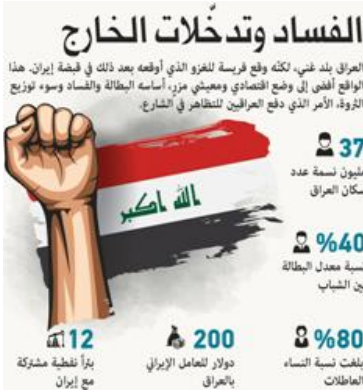 الفساد وتدخّلات الخارج
العراق بلد غني، لكنّه وقع فريسة للغزو الذي أوقعه بعد ذلك في قبضة إيران. هذا
الواقع أفضى إلى وضع اقتصادي ومعيشي مزرٍ، أساسه البطالة والفساد وسوء توزيع
الثروة، الأمر الذي دفع العراقيين للتظاهر في الشارع.
الله اكبر
37
مليون نسمة عدد
سكان العراق
%40
نسبة معدل البطالة
بين الشباب
%80
بلغت نسبة النساء
العاطلات
200
دولار للعامل الإيراني
بالعراق
12
بئراً نفطية مشتركة
مع إيران